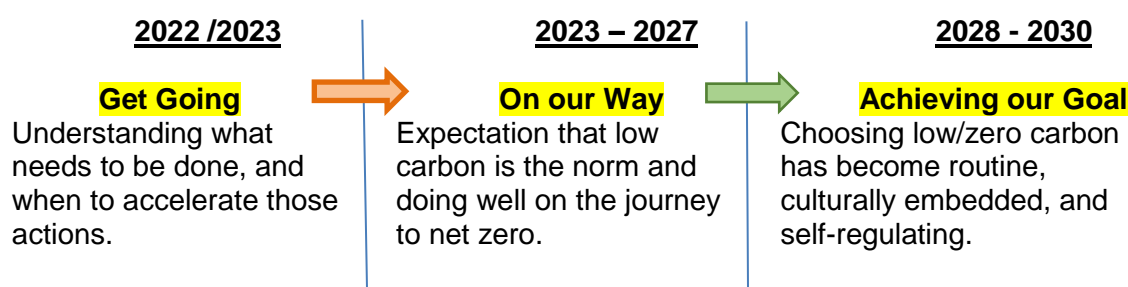 2022 /2023
Get Going
Understanding what
needs to be done, and
when to accelerate those
actions.
2023 – 2027
On our Way
Expectation that low
carbon is the norm and
doing well on the journey
to net zero.
2028 - 2030
Achieving our Goal
Choosing low/zero carbon
has become routine,
culturally embedded, and
self-regulating.